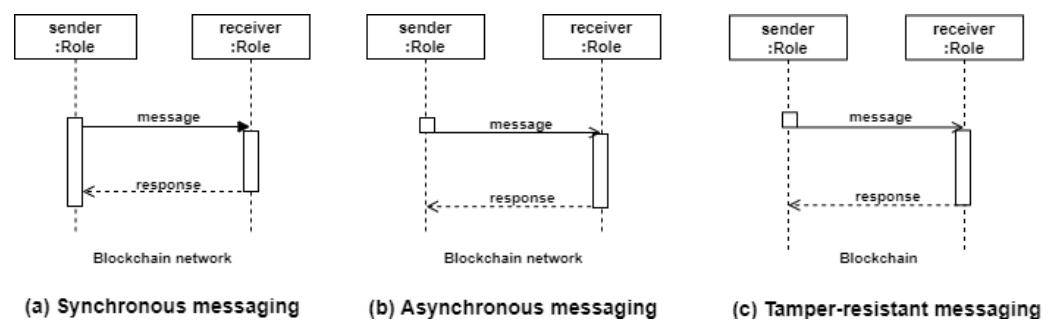 sender
:Role
receiver
:Role
message
response
Blockchain network
(a) Synchronous messaging
sender
:Role
receiver
:Role
message
response
Blockchain network
(b) Asynchronous messaging
sender
:Role
receiver
:Role
message
response
Blockchain
(c) Tamper-resistant messaging